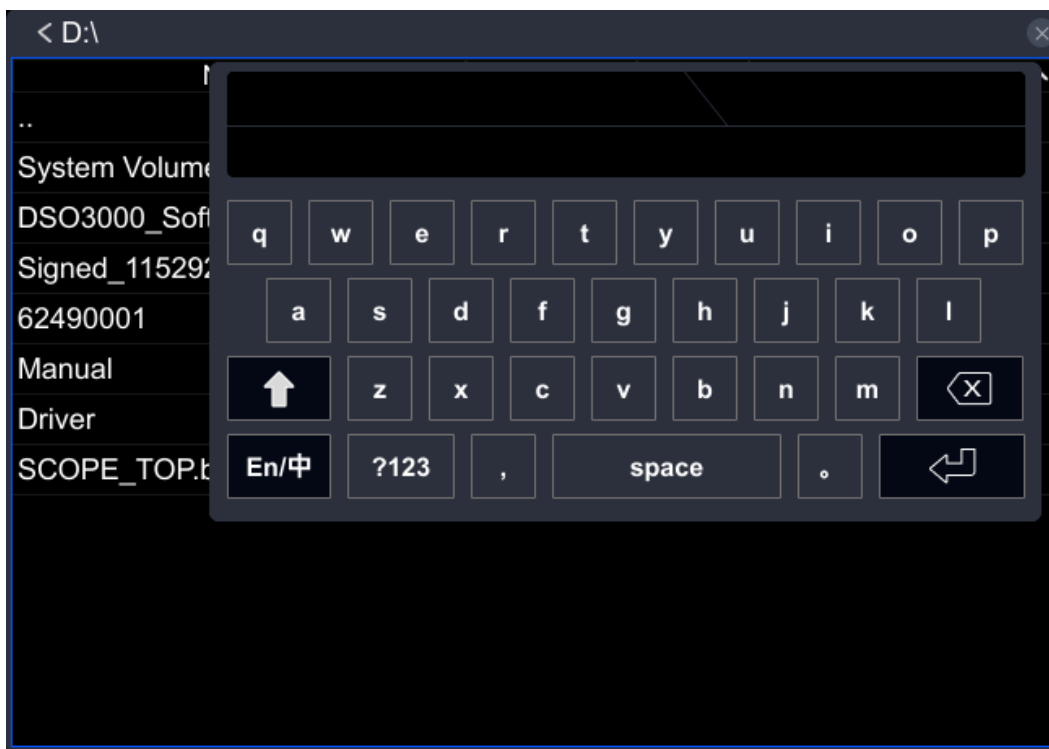 < D:\
..
System Volume
DSO3000_Soft
Signed_115292
62490001
Manual
Driver
SCOPE_TOP.b
q w e r t y u i o p
a s d f g h j k l
z x c v b n m
En/中 ?123 , space 。